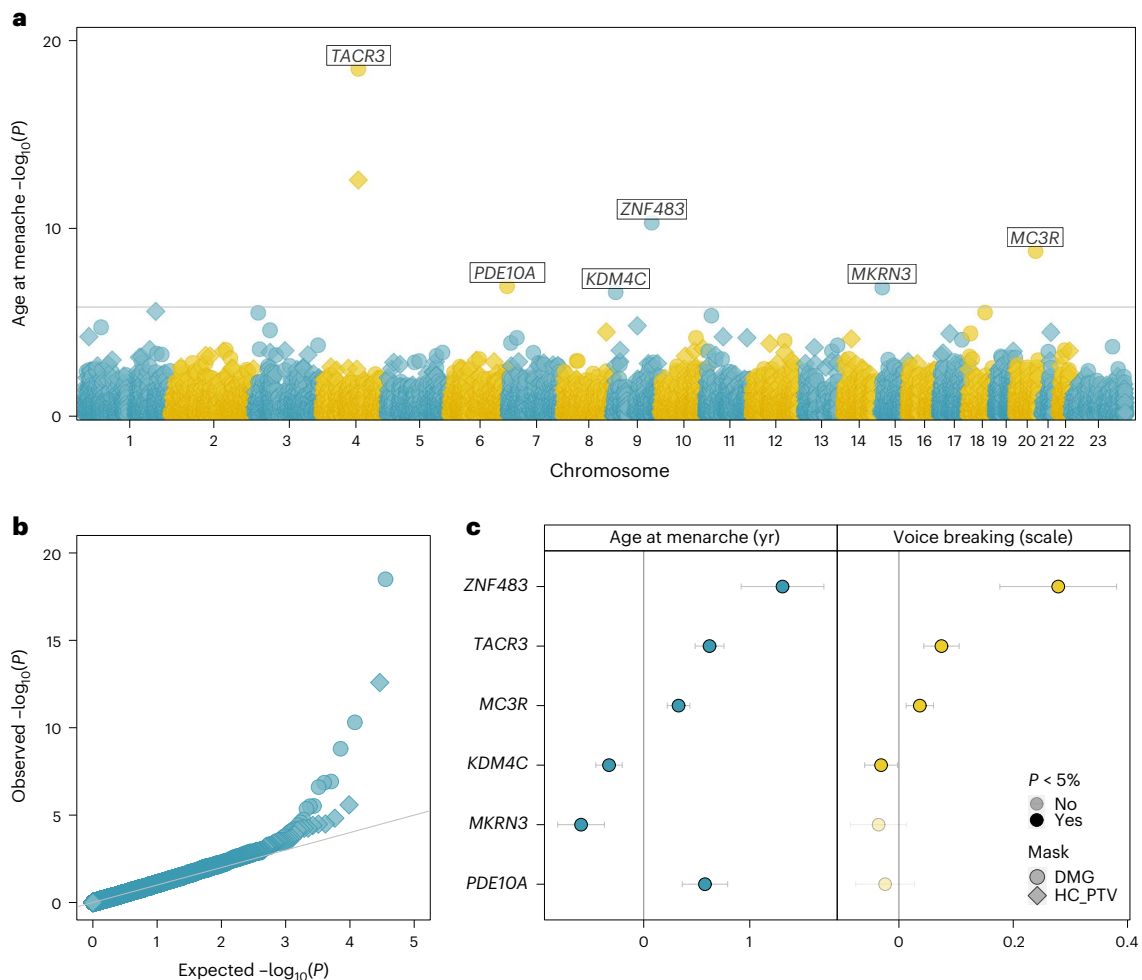 a
20
10
0
Age at menache –log10(P)
TACR3
ZNF483
MC3R
PDE10A
KDM4C
MKRN3
1 2 3 4 5 6 7 8 9 10 11 12 13 14 15 16 17 18 19 20 21 22 23
Chromosome
b
20
15
10
5
0
Observed –log10(P)
0 1 2 3 4 5
Expected –log10(P)
c
Age at menarche (yr) Voice breaking (scale)
ZNF483
TACR3
MC3R
KDM4C
MKRN3
PDE10A
P < 5%
No
Yes
Mask
DMG
HC_PTV
0 1 0 0.2 0.4